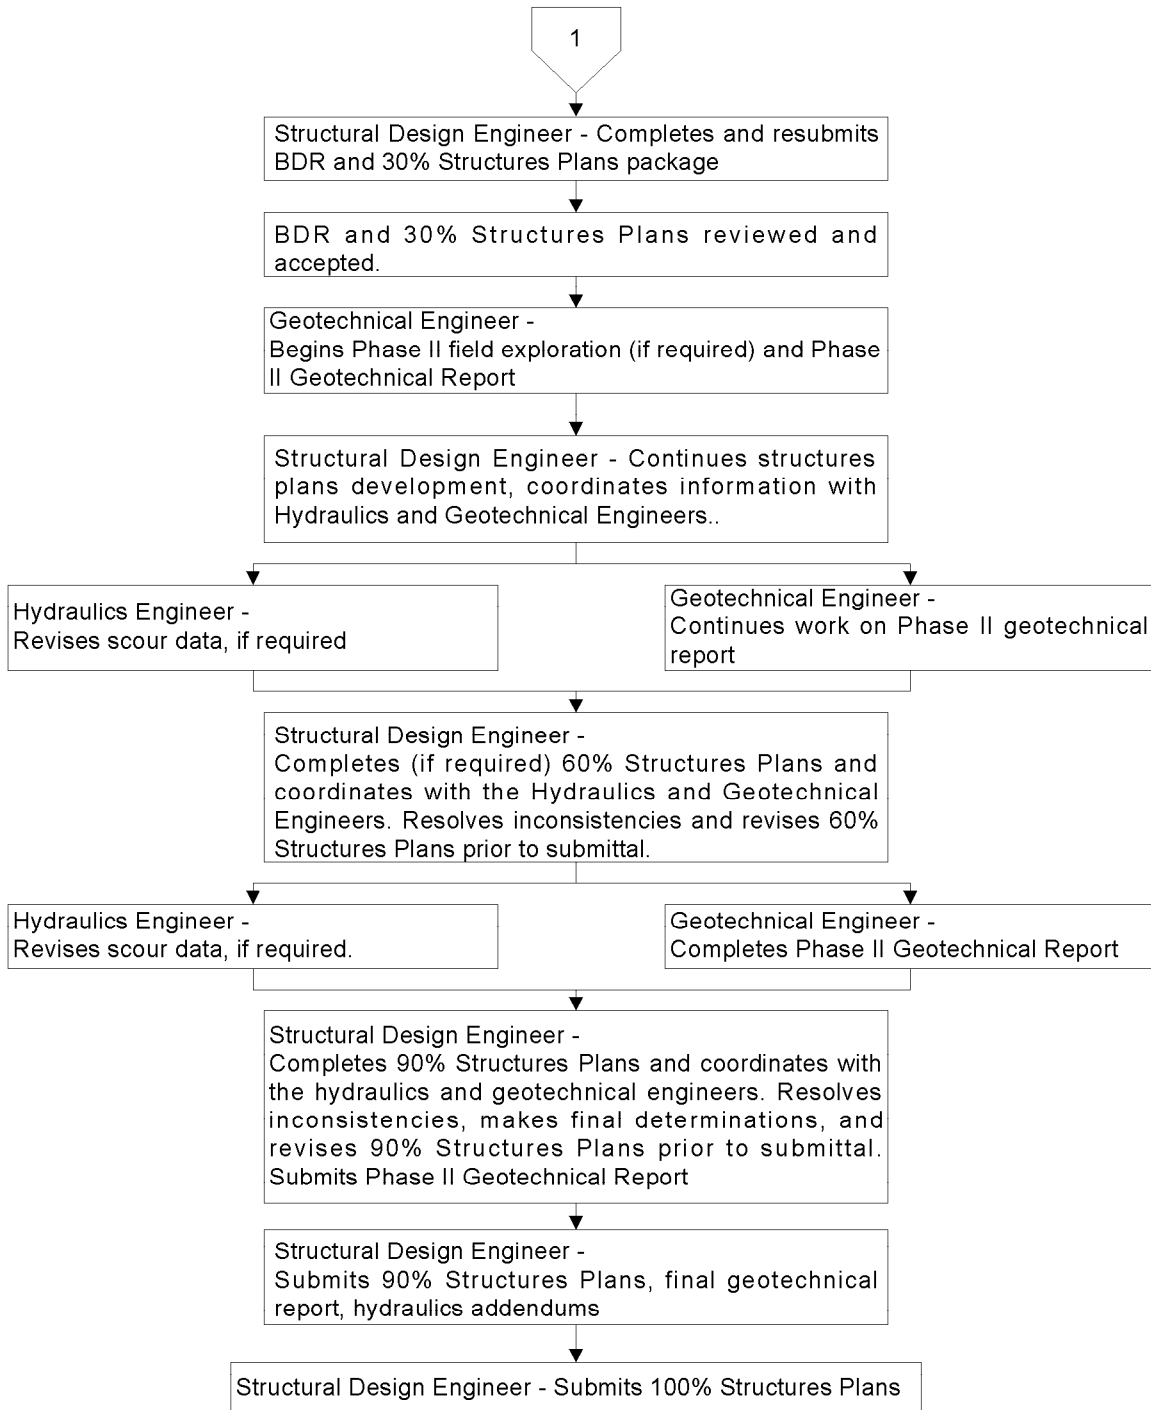 1
Structural Design Engineer - Completes and resubmits
BDR and 30% Structures Plans package
BDR and 30% Structures Plans reviewed and
accepted.
Geotechnical Engineer -
Begins Phase II field exploration (if required) and Phase
II Geotechnical Report
Structural Design Engineer - Continues structures
plans development, coordinates information with
Hydraulics and Geotechnical Engineers..
Hydraulics Engineer -
Revises scour data, if required
Geotechnical Engineer -
Continues work on Phase II geotechnical
report
Structural Design Engineer -
Completes (if required) 60% Structures Plans and
coordinates with the Hydraulics and Geotechnical
Engineers. Resolves inconsistencies and revises 60%
Structures Plans prior to submittal.
Hydraulics Engineer -
Revises scour data, if required.
Geotechnical Engineer -
Completes Phase II Geotechnical Report
Structural Design Engineer -
Completes 90% Structures Plans and coordinates with
the hydraulics and geotechnical engineers. Resolves
inconsistencies, makes final determinations, and
revises 90% Structures Plans prior to submittal.
Submits Phase II Geotechnical Report
Structural Design Engineer -
Submits 90% Structures Plans, final geotechnical
report, hydraulics addendums
Structural Design Engineer - Submits 100% Structures Plans